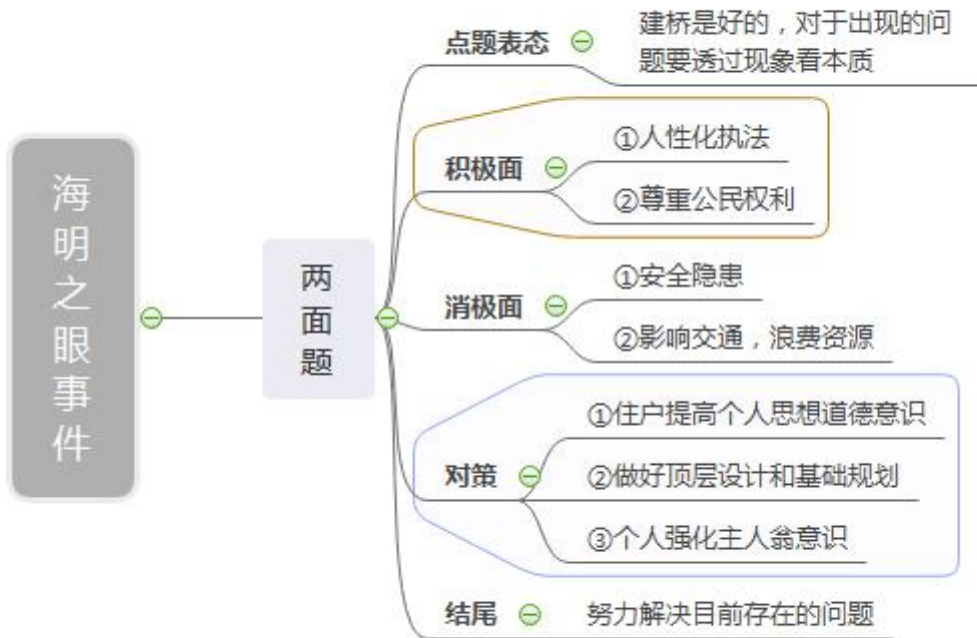 海明之眼事件
两面题
点题表态
建桥是好的，对于出现的问
题要透过现象看本质
积极面
①人性化执法
②尊重公民权利
消极面
①安全隐患
②影响交通，浪费资源
对策
①住户提高个人思想道德意识
②做好顶层设计和基础规划
③个人强化主人翁意识
结尾
努力解决目前存在的问题